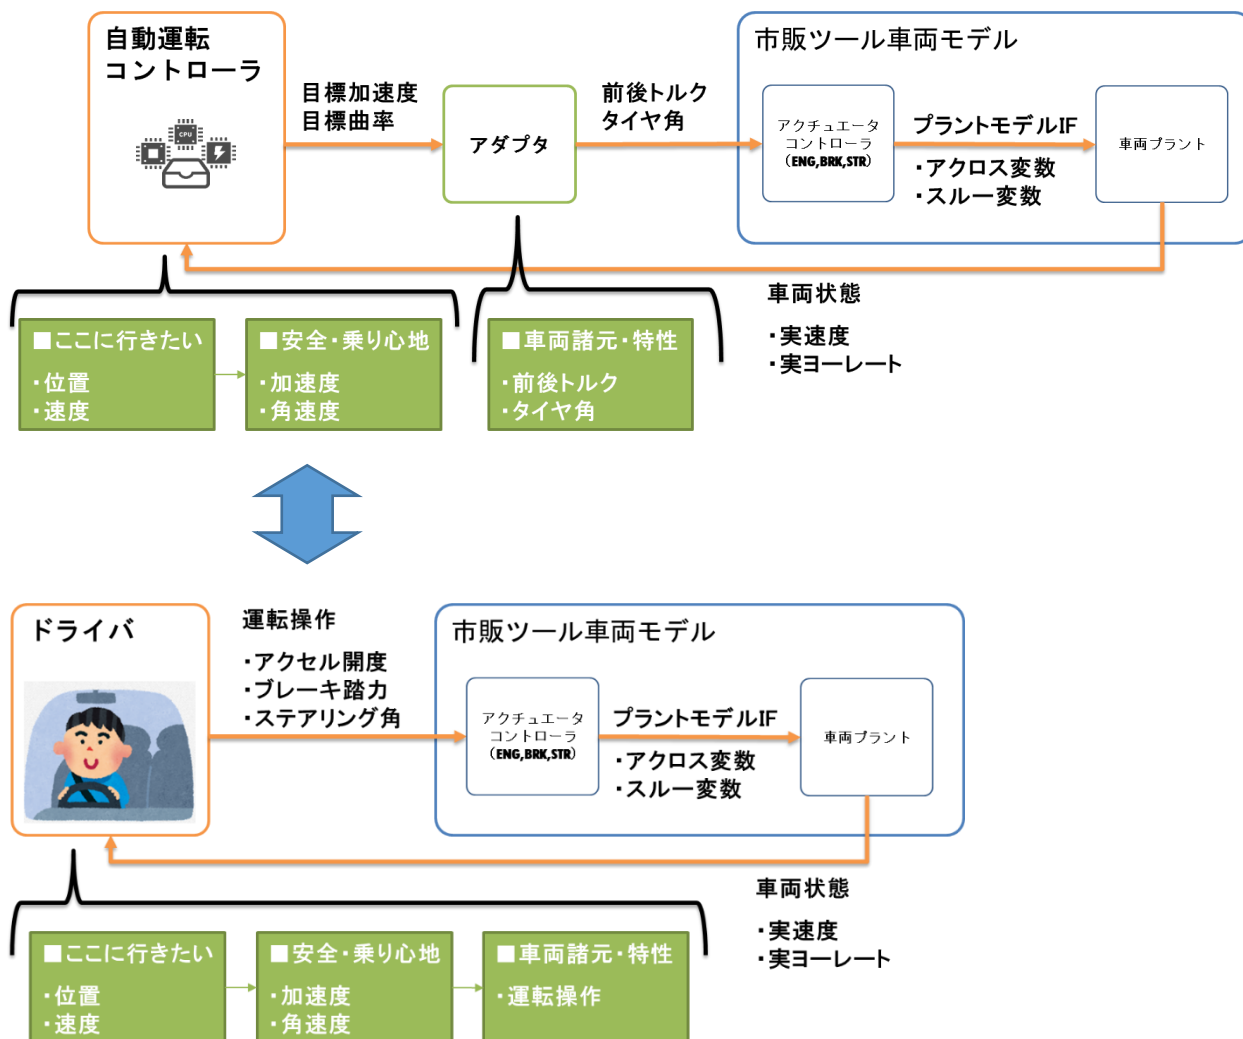 自動運転
コントローラ
CPU
目標加速度
目標曲率
アダプタ
前後トルク
タイヤ角
市販ツール車両モデル
アクチュエータ
コントローラ
(ENG,BRK,STR)
プラントモデルIF
・アクロス変数
・スルー変数
車両プラント
車両状態
・実速度
・実ヨーレート
■ここに行きたい
・位置
・速度
■安全・乗り心地
・加速度
・角速度
■車両諸元・特性
・前後トルク
・タイヤ角
ドライバ
運転操作
・アクセル開度
・ブレーキ踏力
・ステアリング角
市販ツール車両モデル
アクチュエータ
コントローラ
(ENG,BRK,STR)
プラントモデルIF
・アクロス変数
・スルー変数
車両プラント
車両状態
・実速度
・実ヨーレート
■ここに行きたい
・位置
・速度
■安全・乗り心地
・加速度
・角速度
■車両諸元・特性
・運転操作